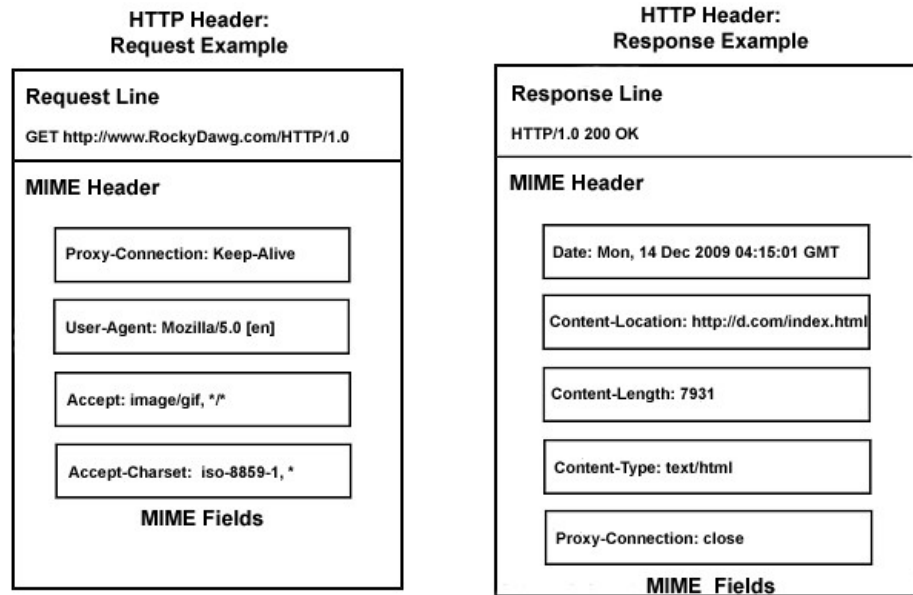 HTTP Header:
Request Example
Request Line
GET http://www.RockyDawg.com/HTTP/1.0
MIME Header
Proxy-Connection: Keep-Alive
User-Agent: Mozilla/5.0 [en]
Accept: image/gif, */*
Accept-Charset: iso-8859-1, *
MIME Fields
HTTP Header:
Response Example
Response Line
HTTP/1.0 200 OK
MIME Header
Date: Mon, 14 Dec 2009 04:15:01 GMT
Content-Location: http://d.com/index.html
Content-Length: 7931
Content-Type: text/html
Proxy-Connection: close
MIME Fields